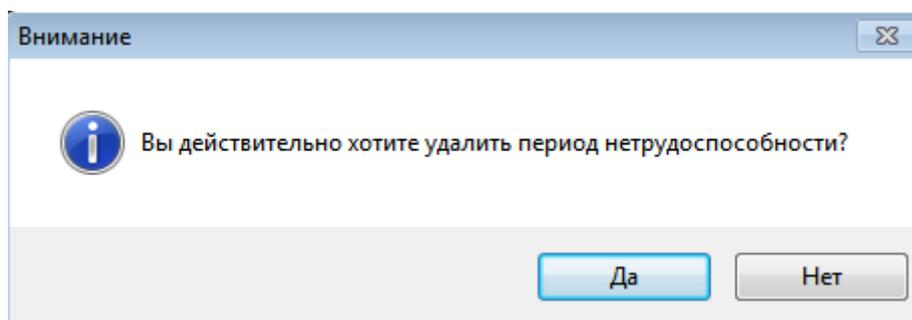 Внимание
Вы действительно хотите удалить период нетрудоспособности?
Да
Нет